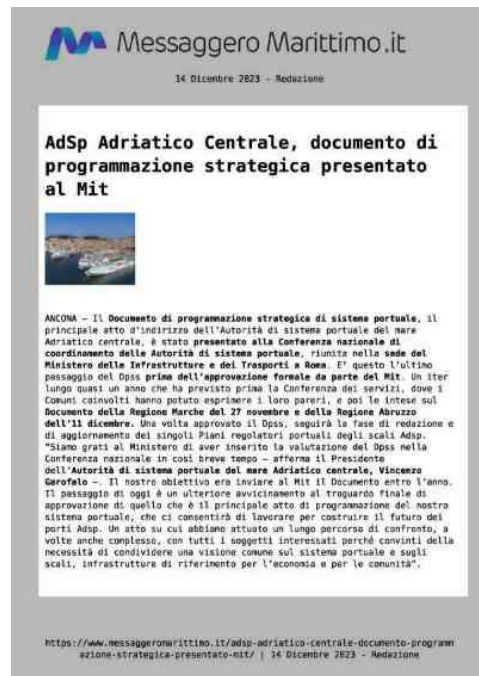 Messaggero Marittimo.it
14 Dicembre 2023 - Redazione
AdSp Adriatico Centrale, documento di
programmazione strategica presentato
al Mit
ANCONA – Il Documento di programmazione strategica di sistema portuale, il
principale atto d'indirizzo dell'Autorità di sistema portuale del mare
Adriatico centrale, è stato presentato alla Conferenza nazionale di
coordinamento delle Autorità di sistema portuale, riunita nella sede del
Ministero delle Infrastrutture e dei Trasporti a Roma. E' questo l'ultimo
passaggio del Dpss prima dell'approvazione formale da parte del Mit. Un iter
lungo quasi un anno che ha previsto prima la Conferenza dei servizi, dove i
Comuni coinvolti hanno potuto esprimere i loro pareri, e poi le intese sul
Documento della Regione Marche del 27 novembre e della Regione Abruzzo
dell'11 dicembre. Una volta approvato il Dpss, seguirà la fase di redazione e
di aggiornamento dei singoli Piani regolatori portuali degli scali Adsp.
"Siamo grati al Ministero di aver inserito la valutazione del Dpss nella
Conferenza nazionale in così breve tempo – afferma il Presidente
dell'Autorità di sistema portuale del mare Adriatico centrale, Vincenzo
Garofalo –. Il nostro obiettivo era inviare al Mit il Documento entro l'anno.
Il passaggio di oggi è un ulteriore avvicinamento al traguardo finale di
approvazione di quello che è il principale atto di programmazione del nostro
sistema portuale, che ci consentirà di lavorare per costruire il futuro dei
porti Adsp. Un atto su cui abbiamo attuato un lungo percorso di confronto, a
volte anche complesso, con tutti i soggetti interessati perché convinti della
necessità di condividere una visione comune sul sistema portuale e sugli
scali, infrastrutture di riferimento per l'economia e per le comunità".
https://www.messaggeromarittimo.it/adsp-adriatico-centrale-documento-programm
azione-strategica-presentato-mit/ | 14 Dicembre 2023 - Redazione